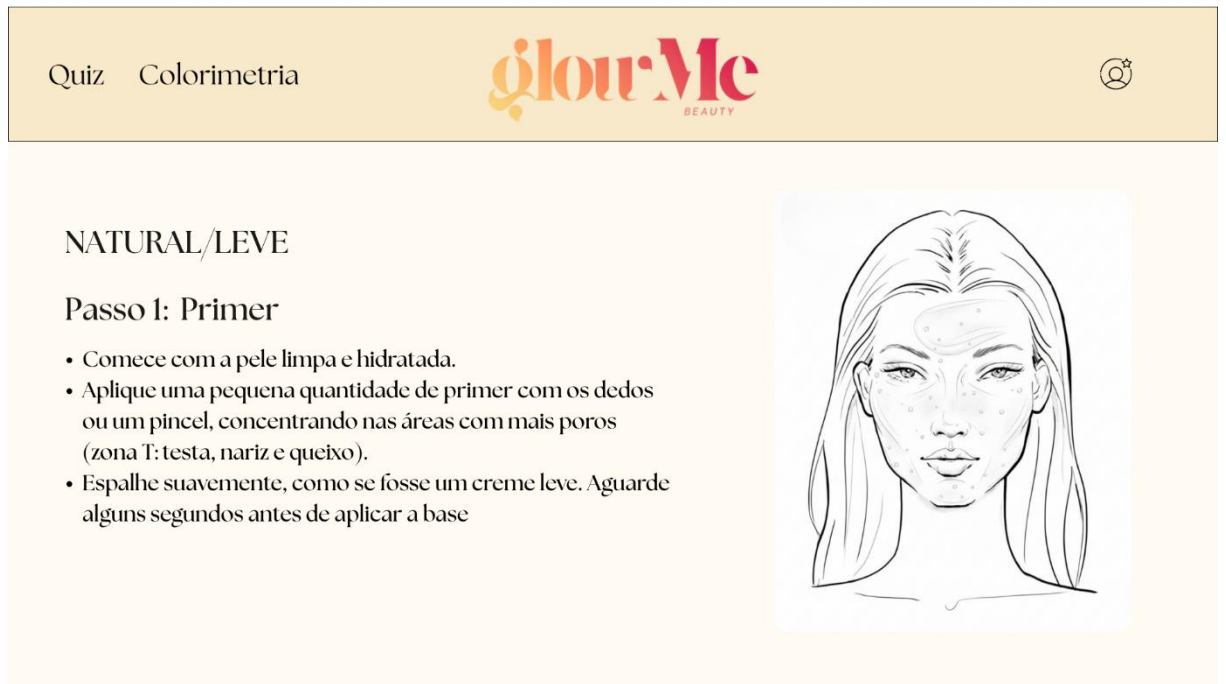 Quiz Colorimetria
glowMe
BEAUTY
NATURAL/LEVE
Passo 1: Primer
• Comece com a pele limpa e hidratada.
• Aplique uma pequena quantidade de primer com os dedos
ou um pincel, concentrando nas áreas com mais poros
(zona T: testa, nariz e queixo).
• Espalhe suavemente, como se fosse um creme leve. Aguarde
alguns segundos antes de aplicar a base